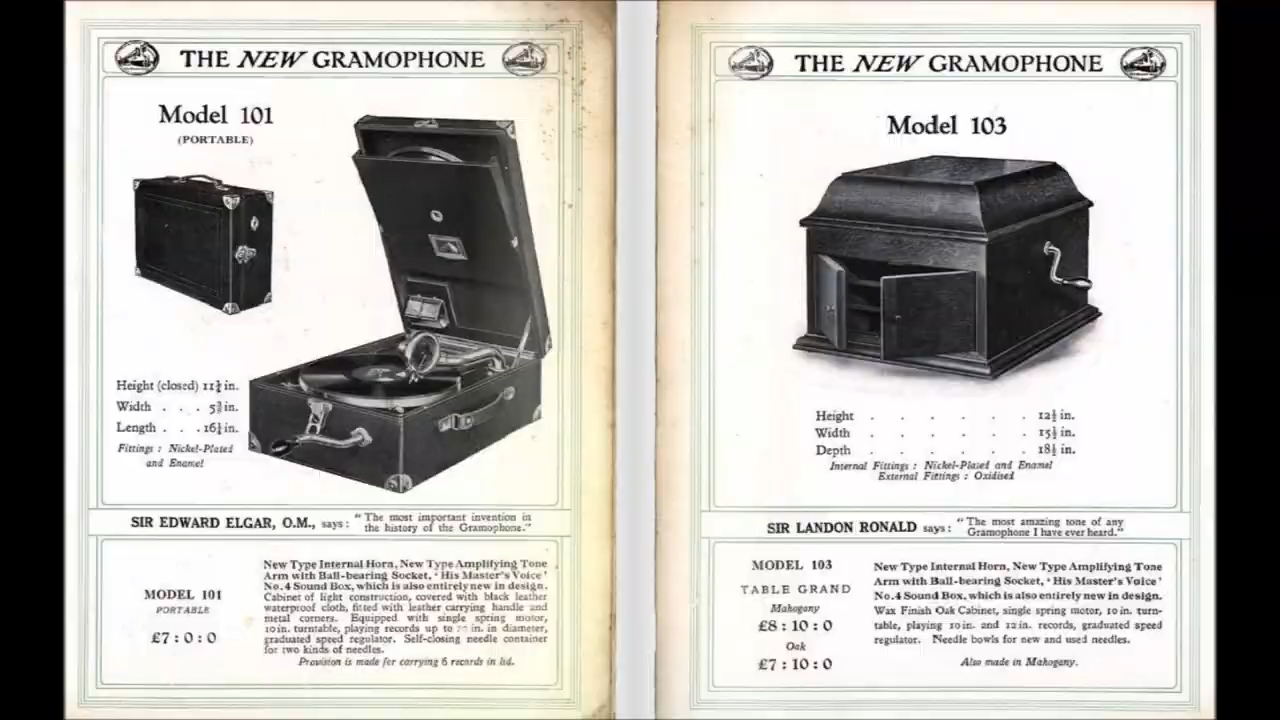 THE NEW GRAMOPHONE
Model 101
(PORTABLE)
Height (closed) 11¾ in.
Width . . . 5¾ in.
Length . . . 16¼ in.
Fittings : Nickel-Plated
and Enamel
SIR EDWARD ELGAR, O.M., says : "The most important invention in
the history of the Gramophone."
MODEL 101
PORTABLE
£7 : 0 : 0
New Type Internal Horn, New Type Amplifying Tone
Arm with Ball-bearing Socket, 'His Master's Voice'
No. 4 Sound Box, which is also entirely new in design.
Cabinet of light construction, covered with black leather
waterproof cloth, fitted with leather carrying handle and
metal corners. Equipped with single spring motor,
10 in. turntable, playing records up to in. in diameter,
graduated speed regulator. Self-closing needle container
for two kinds of needles.
Provision is made for carrying 6 records in lid.
THE NEW GRAMOPHONE
Model 103
Height . . . . . . 12½ in.
Width . . . . . . 15½ in.
Depth . . . . . . 18½ in.
Internal Fittings : Nickel-Plated and Enamel
External Fittings : Oxidised
SIR LANDON RONALD says : "The most amazing tone of any
Gramophone I have ever heard."
MODEL 103
TABLE GRAND
Mahogany
£8 : 10 : 0
Oak
£7 : 10 : 0
New Type Internal Horn, New Type Amplifying Tone
Arm with Ball-bearing Socket, 'His Master's Voice'
No. 4 Sound Box, which is also entirely new in design.
Wax Finish Oak Cabinet, single spring motor, 10 in. turn-
table, playing 10 in. and 12 in. records, graduated speed
regulator. Needle bowls for new and used needles.
Also made in Mahogany.